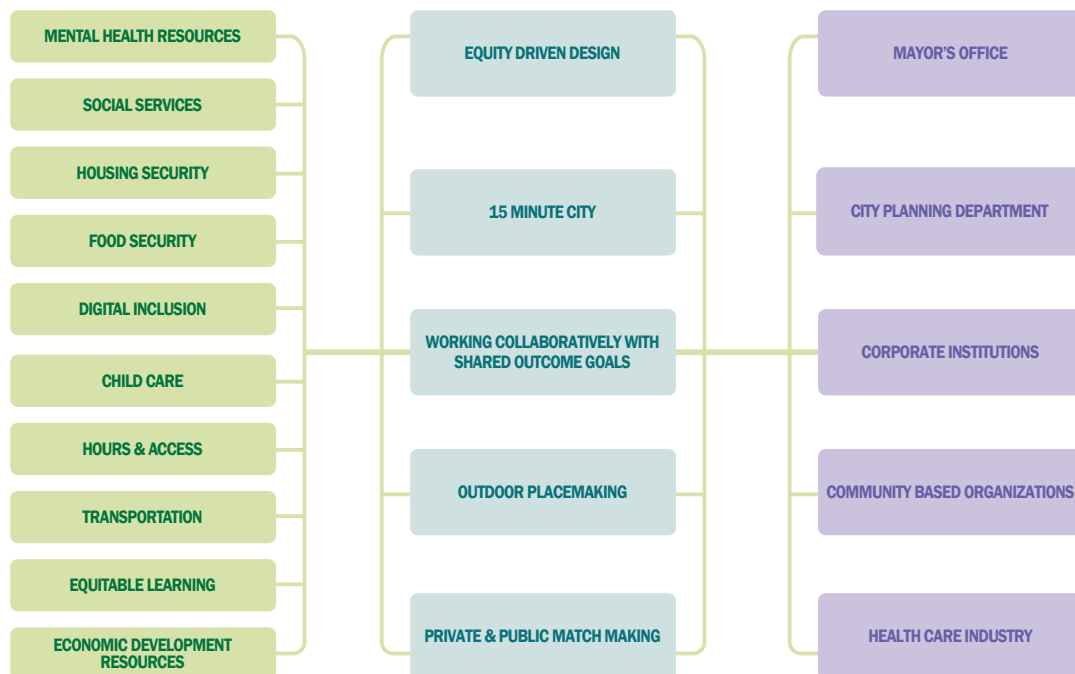 MENTAL HEALTH RESOURCES
SOCIAL SERVICES
HOUSING SECURITY
FOOD SECURITY
DIGITAL INCLUSION
CHILD CARE
HOURS & ACCESS
TRANSPORTATION
EQUITABLE LEARNING
ECONOMIC DEVELOPMENT
RESOURCES
EQUITY DRIVEN DESIGN
15 MINUTE CITY
WORKING COLLABORATIVELY WITH
SHARED OUTCOME GOALS
OUTDOOR PLACEMAKING
PRIVATE & PUBLIC MATCH MAKING
MAYOR’S OFFICE
CITY PLANNING DEPARTMENT
CORPORATE INSTITUTIONS
COMMUNITY BASED ORGANIZATIONS
HEALTH CARE INDUSTRY